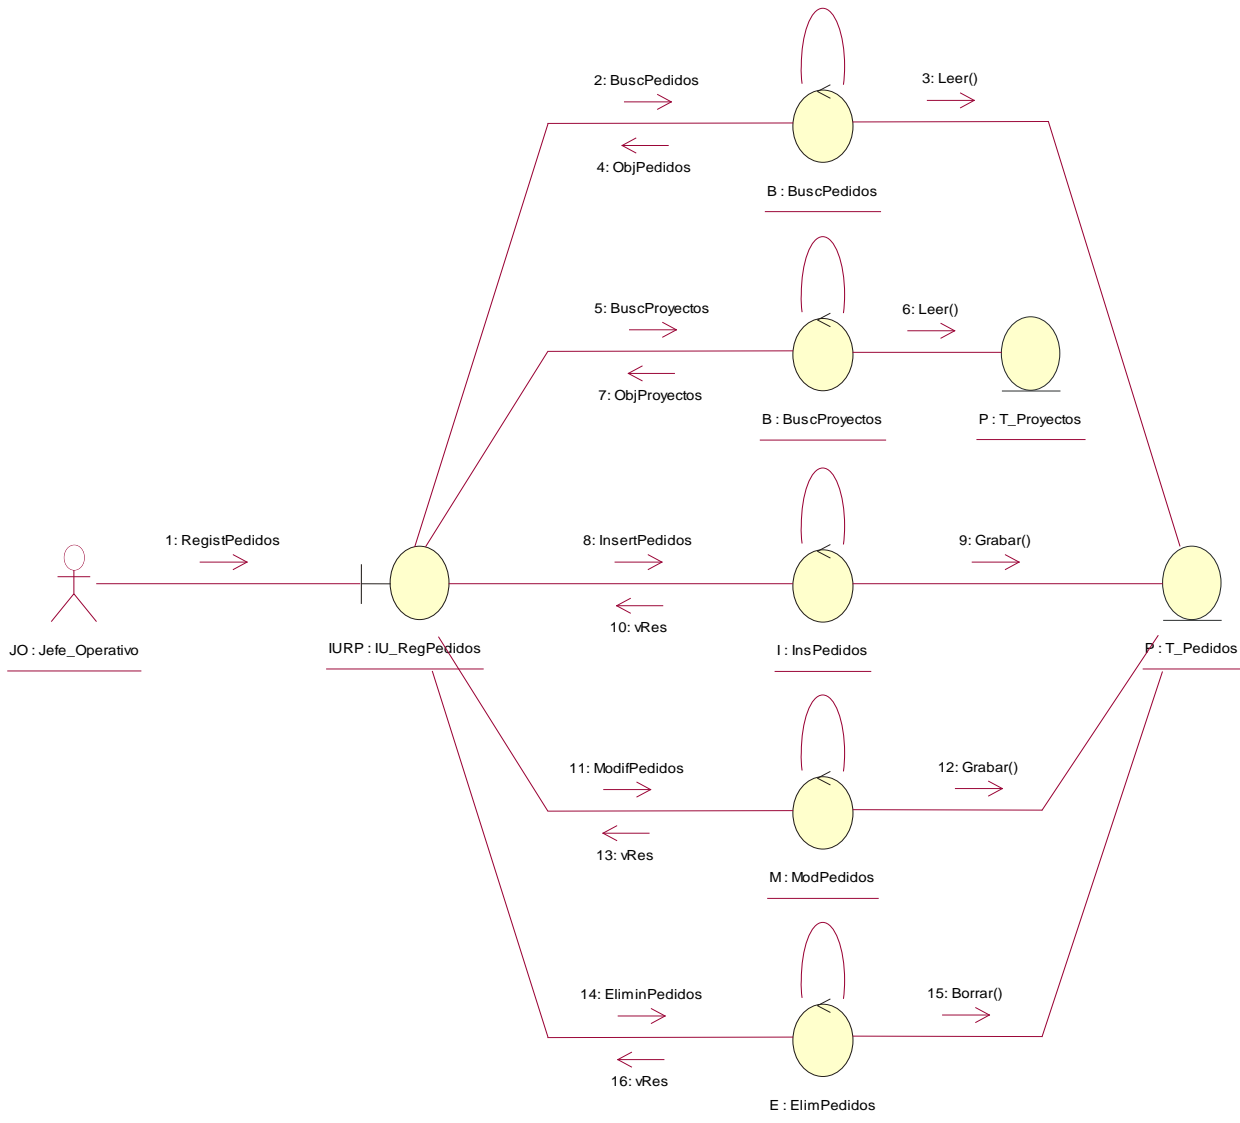 2: BuscPedidos
3: Leer()
4: ObjPedidos
B : BuscPedidos
5: BuscProyectos
6: Leer()
7: ObjProyectos
B : BuscProyectos
P : T_Proyectos
1: RegistPedidos
8: InsertPedidos
9: Grabar()
10: vRes
JO : Jefe_Operativo
IURP : IU_RegPedidos
I : InsPedidos
P : T_Pedidos
11: ModifPedidos
12: Grabar()
13: vRes
M : ModPedidos
14: EliminPedidos
15: Borrar()
16: vRes
E : ElimPedidos